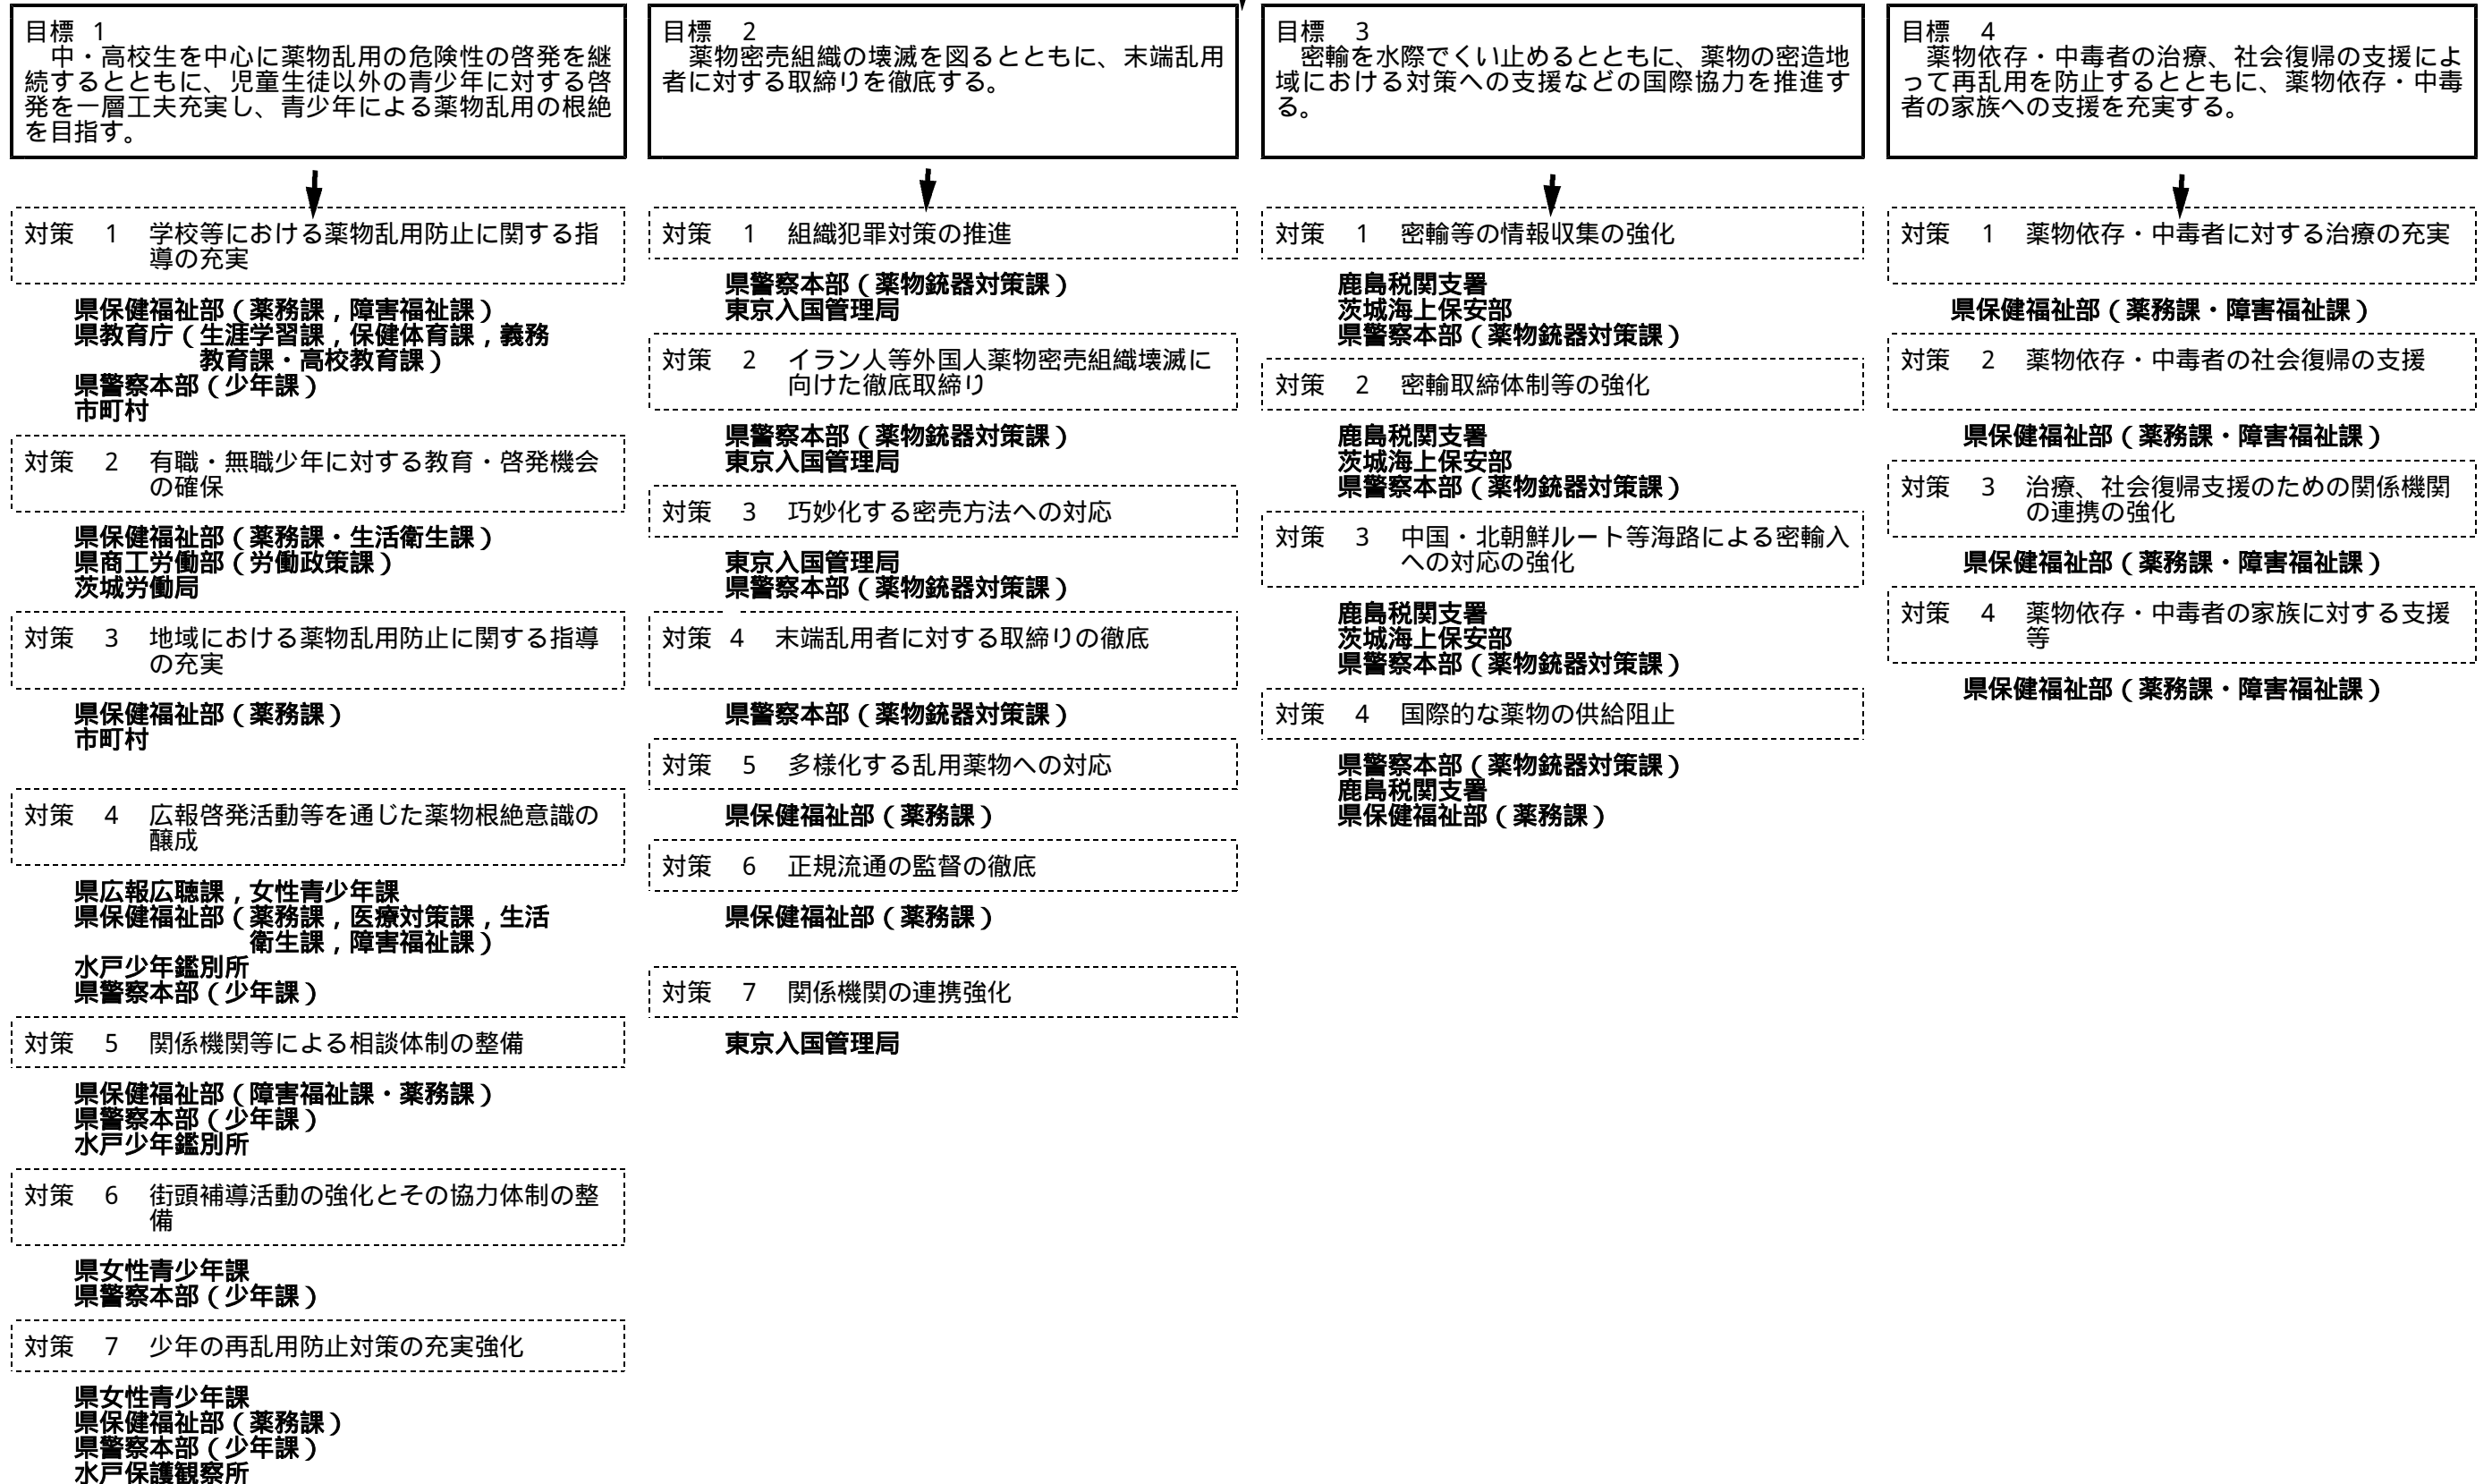 目標 1
中・高校生を中心に薬物乱用の危険性の啓発を継
続するとともに、児童生徒以外の青少年に対する啓
発を一層工夫充実し、青少年による薬物乱用の根絶
を目指す。
対策 1 学校等における薬物乱用防止に関する指
導の充実
県保健福祉部(薬務課,障害福祉課)
県教育庁(生涯学習課,保健体育課,義務
教育課・高校教育課)
県警察本部(少年課)
市町村
対策 2 有職・無職少年に対する教育・啓発機会
の確保
県保健福祉部(薬務課・生活衛生課)
県商工労働部(労働政策課)
茨城労働局
対策 3 地域における薬物乱用防止に関する指導
の充実
県保健福祉部(薬務課)
市町村
対策 4 広報啓発活動等を通じた薬物根絶意識の
醸成
県広報広聴課,女性青少年課
県保健福祉部(薬務課,医療対策課,生活
衛生課,障害福祉課)
水戸少年鑑別所
県警察本部(少年課)
対策 5 関係機関等による相談体制の整備
県保健福祉部(障害福祉課・薬務課)
県警察本部(少年課)
水戸少年鑑別所
対策 6 街頭補導活動の強化とその協力体制の整
備
県女性青少年課
県警察本部(少年課)
対策 7 少年の再乱用防止対策の充実強化
県女性青少年課
県保健福祉部(薬務課)
県警察本部(少年課)
水戸保護観察所
目標 2
薬物密売組織の壊滅を図るとともに、末端乱用
者に対する取締りを徹底する。
対策 1 組織犯罪対策の推進
県警察本部(薬物銃器対策課)
東京入国管理局
対策 2 イラン人等外国人薬物密売組織壊滅に
向けた徹底取締り
県警察本部(薬物銃器対策課)
東京入国管理局
対策 3 巧妙化する密売方法への対応
東京入国管理局
県警察本部(薬物銃器対策課)
対策 4 末端乱用者に対する取締りの徹底
県警察本部(薬物銃器対策課)
対策 5 多様化する乱用薬物への対応
県保健福祉部(薬務課)
対策 6 正規流通の監督の徹底
県保健福祉部(薬務課)
対策 7 関係機関の連携強化
東京入国管理局
目標 3
密輸を水際でくい止めるとともに、薬物の密造地
域における対策への支援などの国際協力を推進す
る。
対策 1 密輸等の情報収集の強化
鹿島税関支署
茨城海上保安部
県警察本部(薬物銃器対策課)
対策 2 密輸取締体制等の強化
鹿島税関支署
茨城海上保安部
県警察本部(薬物銃器対策課)
対策 3 中国・北朝鮮ルート等海路による密輸入
への対応の強化
鹿島税関支署
茨城海上保安部
県警察本部(薬物銃器対策課)
対策 4 国際的な薬物の供給阻止
県警察本部(薬物銃器対策課)
鹿島税関支署
県保健福祉部(薬務課)
目標 4
薬物依存・中毒者の治療、社会復帰の支援によ
って再乱用を防止するとともに、薬物依存・中毒
者の家族への支援を充実する。
対策 1 薬物依存・中毒者に対する治療の充実
県保健福祉部(薬務課・障害福祉課)
対策 2 薬物依存・中毒者の社会復帰の支援
県保健福祉部(薬務課・障害福祉課)
対策 3 治療、社会復帰支援のための関係機関
の連携の強化
県保健福祉部(薬務課・障害福祉課)
対策 4 薬物依存・中毒者の家族に対する支援
等
県保健福祉部(薬務課・障害福祉課)